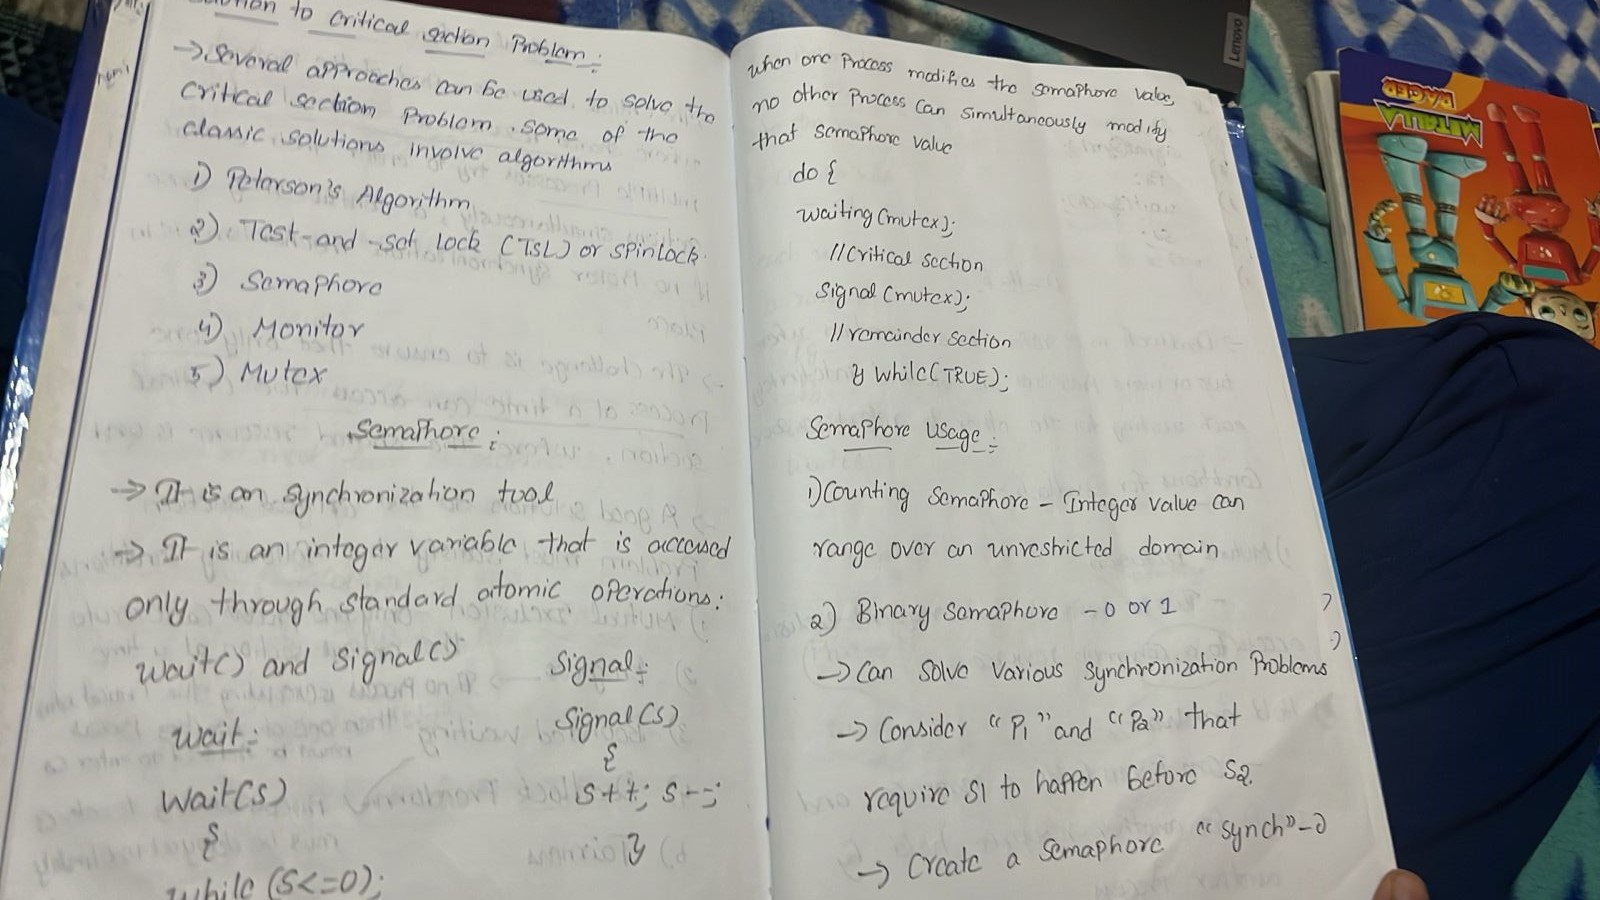 to critical section Problem:
→ Several approaches can be used to solve the
critical section Problem. some of the
classic solutions involve algorithms
1) Peterson's Algorithm
2) Test-and-set lock (TSL) or spinlock.
3) Semaphore
4) Monitor
5) Mutex
Semaphore:
→ It is an synchronization tool
→ It is an integer variable that is accessed
only through standard atomic operations:
wait() and signal()
wait:
wait(s)
{
while (s<=0);
Signal:
Signal(s)
{
s++; s--;
}
when one Process modifies the semaphore value,
no other Process can simultaneously modify
that semaphore value
do {
waiting (mutex);
//critical section
signal (mutex);
//remainder section
} while (TRUE);
Semaphore usage:
1) Counting semaphore - Integer value can
range over an unrestricted domain
2) Binary semaphore - 0 or 1
→ Can solve various synchronization Problems
→ Consider "P1" and "P2" that
require S1 to happen before S2.
→ Create a semaphore "synch"-0
Lenovo
METALLA
RACER